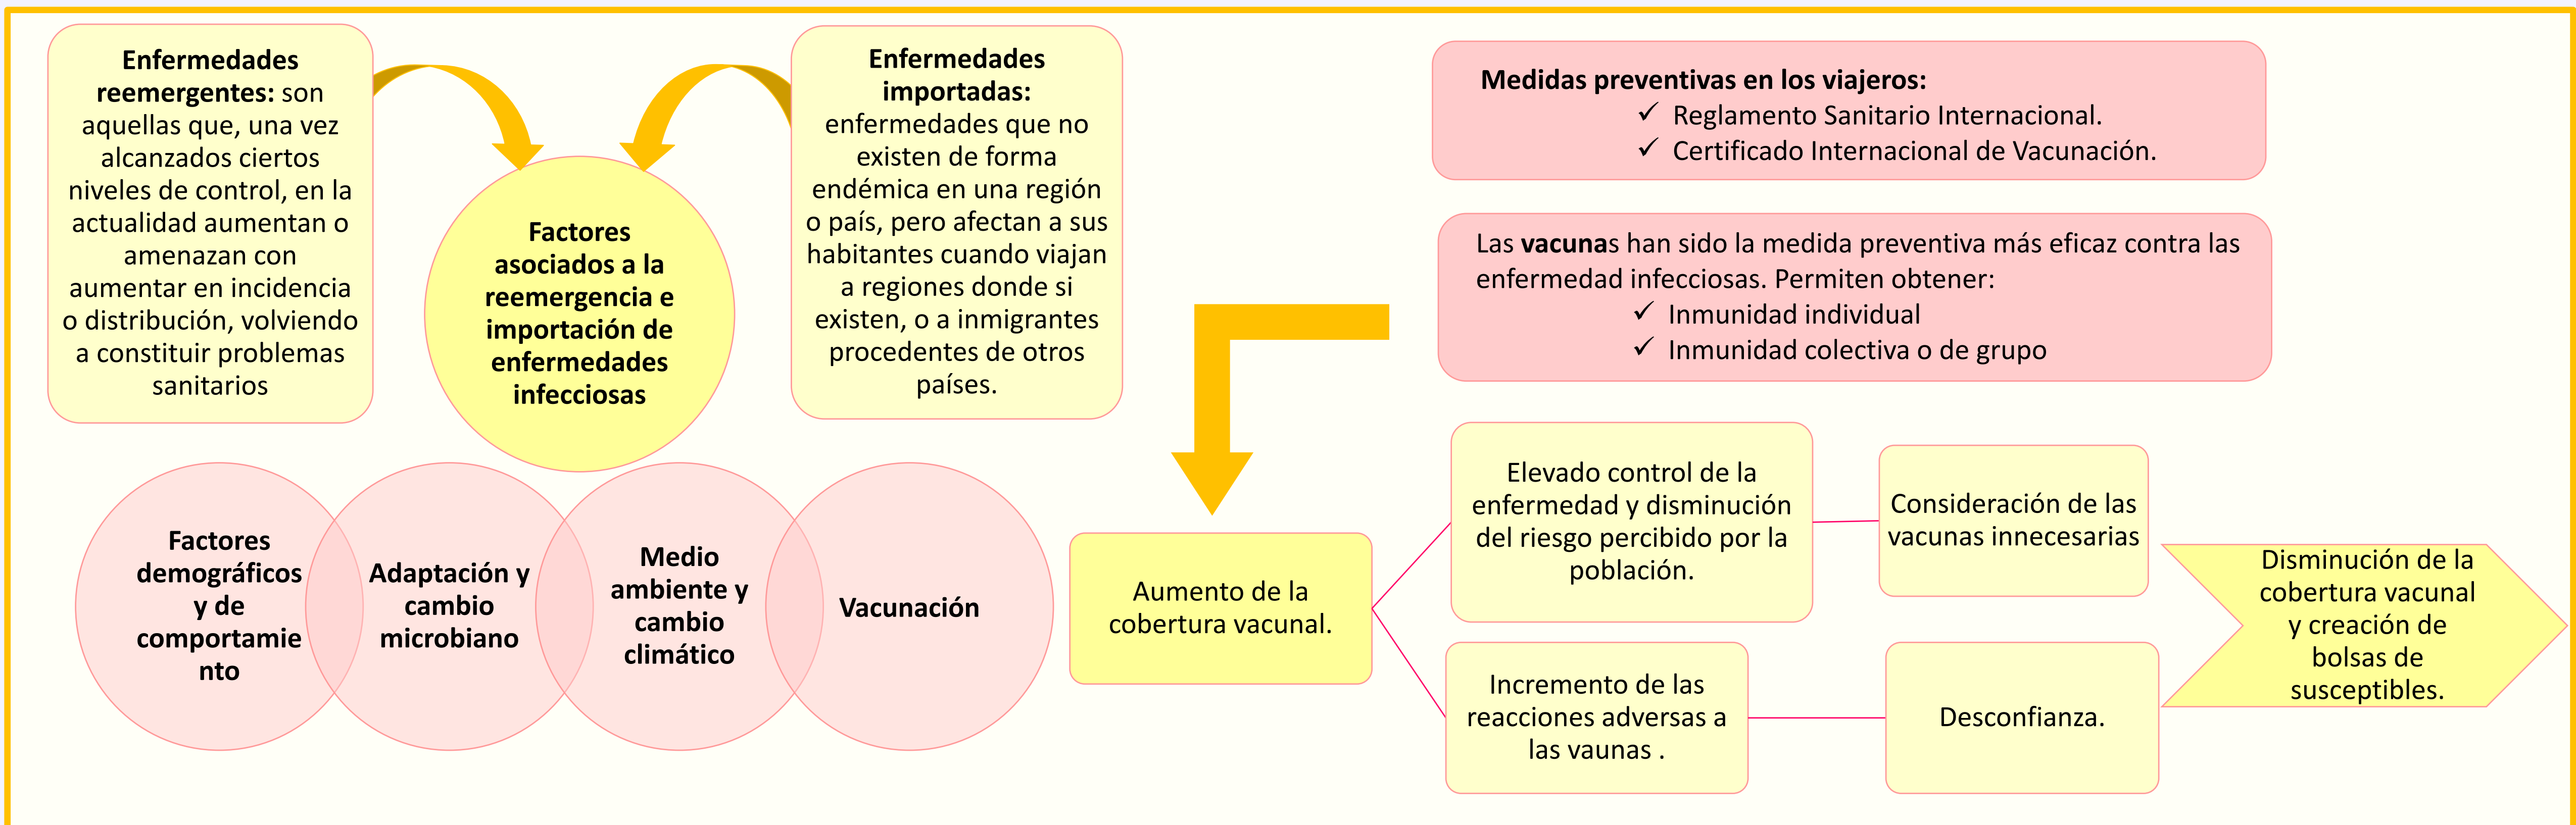 Enfermedades
reemergentes: son
aquellas que, una vez
alcanzados ciertos
niveles de control, en la
actualidad aumentan o
amenazan con
aumentar en incidencia
o distribución, volviendo
a constituir problemas
sanitarios
Factores
asociados a la
reemergencia e
importación de
enfermedades
infecciosas
Enfermedades
importadas:
enfermedades que no
existen de forma
endémica en una región
o país, pero afectan a sus
habitantes cuando viajan
a regiones donde si
existen, o a inmigrantes
procedentes de otros
países.
Factores
demográficos
y de
comportamie
nto
Adaptación y
cambio
microbiano
Medio
ambiente y
cambio
climático
Vacunación
Medidas preventivas en los viajeros:
✓ Reglamento Sanitario Internacional.
✓ Certificado Internacional de Vacunación.
Las vacunas han sido la medida preventiva más eficaz contra las
enfermedad infecciosas. Permiten obtener:
✓ Inmunidad individual
✓ Inmunidad colectiva o de grupo
Aumento de la
cobertura vacunal.
Elevado control de la
enfermedad y disminución
del riesgo percibido por la
población.
Consideración de las
vacunas innecesarias
Incremento de las
reacciones adversas a
las vaunas .
Desconfianza.
Disminución de la
cobertura vacunal
y creación de
bolsas de
susceptibles.